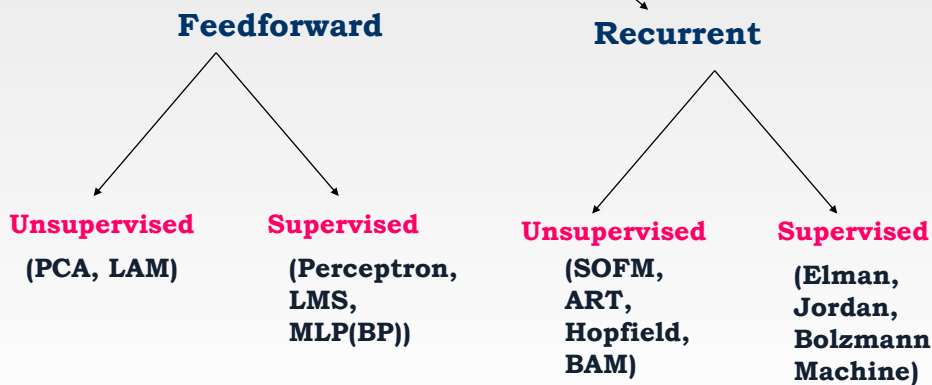 Feedforward
Recurrent
Unsupervised
(PCA, LAM)
Supervised
(Perceptron,
LMS,
MLP(BP))
Unsupervised
(SOFM,
ART,
Hopfield,
BAM)
Supervised
(Elman,
Jordan,
Bolzmann
Machine)